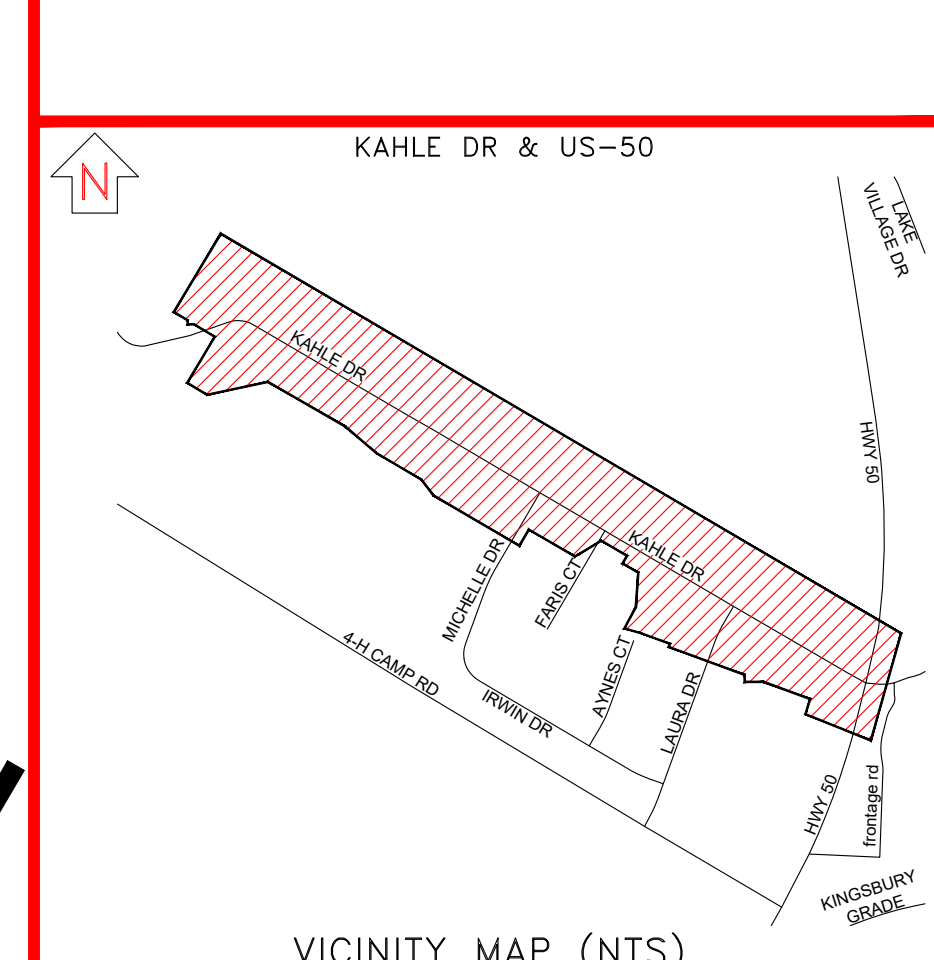 KAHLE DR & US-50
N
LAKE
VILLAGE DR
KAHLE DR
HWY 50
KAHLE DR
MICHELLE DR
FARIS CT
4-H CAMP RD
AYNES CT
LAURA DR
IRWIN DR
HWY 50
frontage rd
KINGSBURY
GRADE
VICINITY MAP (NTS)